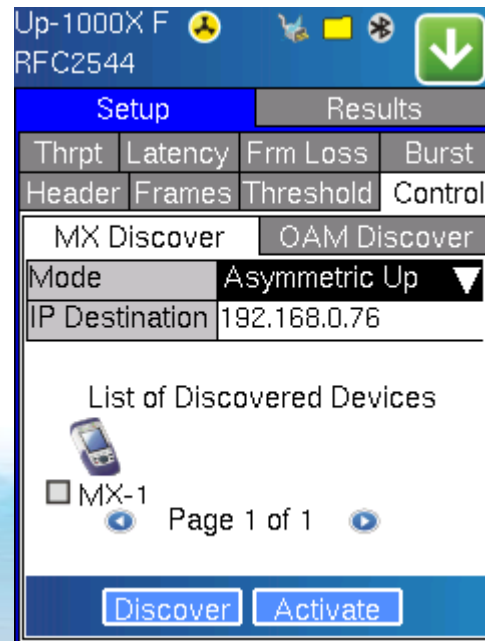 Up-1000X F
RFC2544
Setup Results
Thrpt Latency Frm Loss Burst
Header Frames Threshold Control
MX Discover OAM Discover
Mode Asymmetric Up
IP Destination 192.168.0.76
List of Discovered Devices
MX-1
Page 1 of 1
Discover Activate